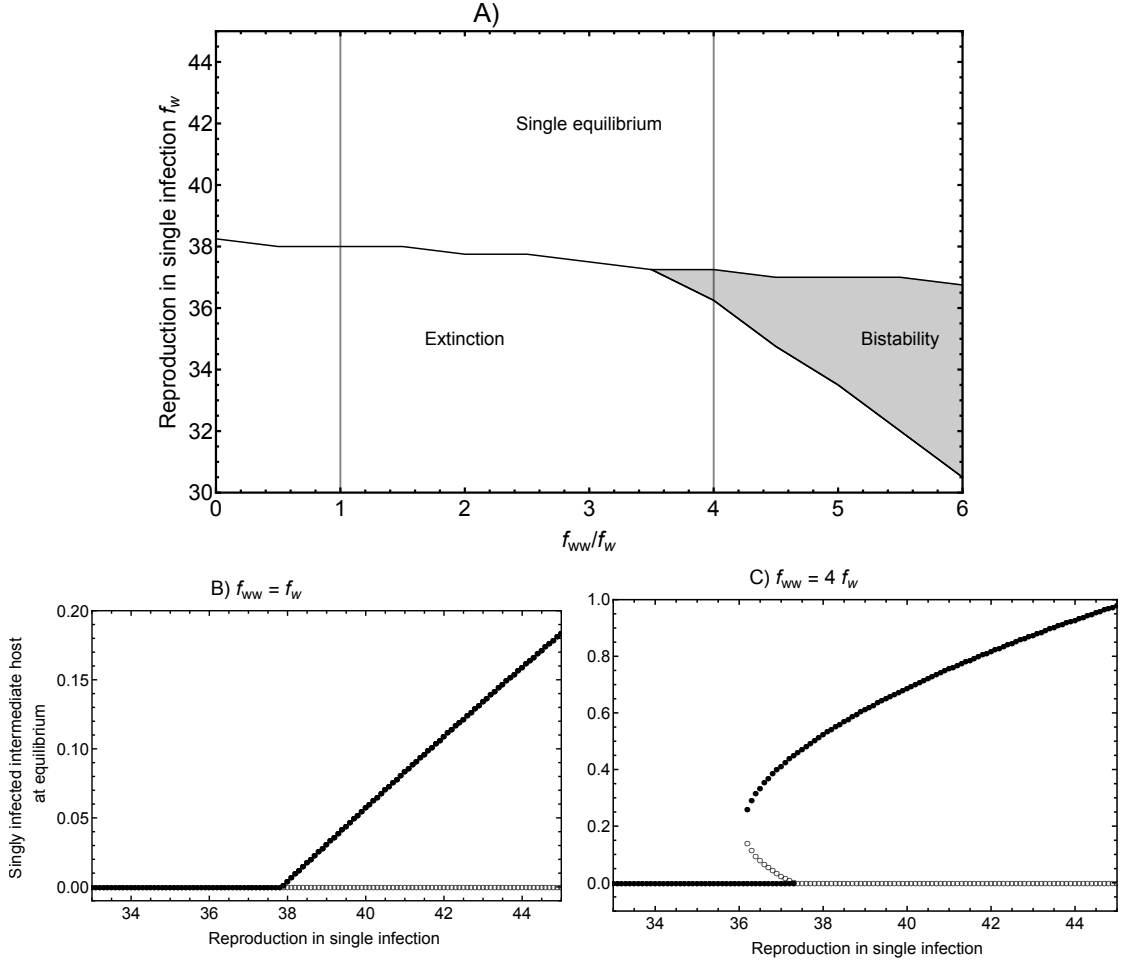 A)
44
42
40
38
36
34
32
30
Reproduction in single infection f_w
Single equilibrium
Extinction
Bistability
0 1 2 3 4 5 6
f_ww/f_w
B) f_ww = f_w
0.20
0.15
0.10
0.05
0.00
Singly infected intermediate host
at equilibrium
34 36 38 40 42 44
Reproduction in single infection
C) f_ww = 4 f_w
1.0
0.8
0.6
0.4
0.2
0.0
34 36 38 40 42 44
Reproduction in single infection